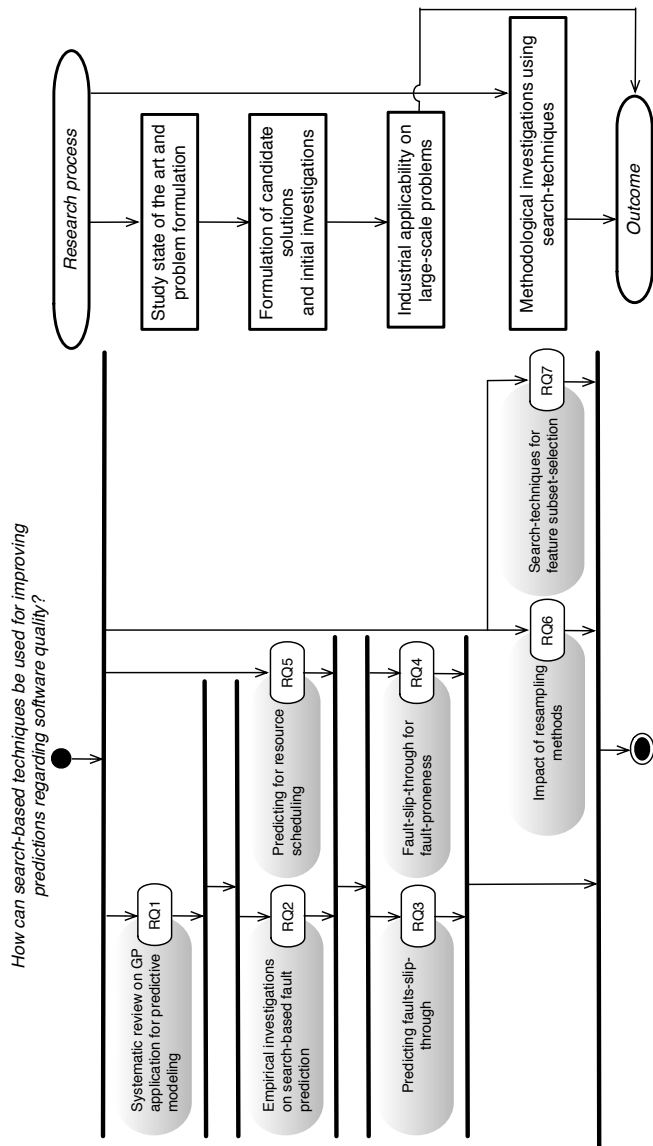 How can search-based techniques be used for improving
predictions regarding software quality?
Research process
Systematic review on GP
application for predictive
modeling
RQ1
Study state of the art and
problem formulation
Empirical investigations
on search-based fault
prediction
RQ2
Predicting for resource
scheduling
RQ5
Formulation of candidate
solutions
and initial investigations
Predicting faults-slip-
through
RQ3
Fault-slip-through for
fault-proneness
RQ4
Industrial applicability on
large-scale problems
Impact of resampling
methods
RQ6
Search-techniques for
feature subset-selection
RQ7
Methodological investigations using
search-techniques
Outcome